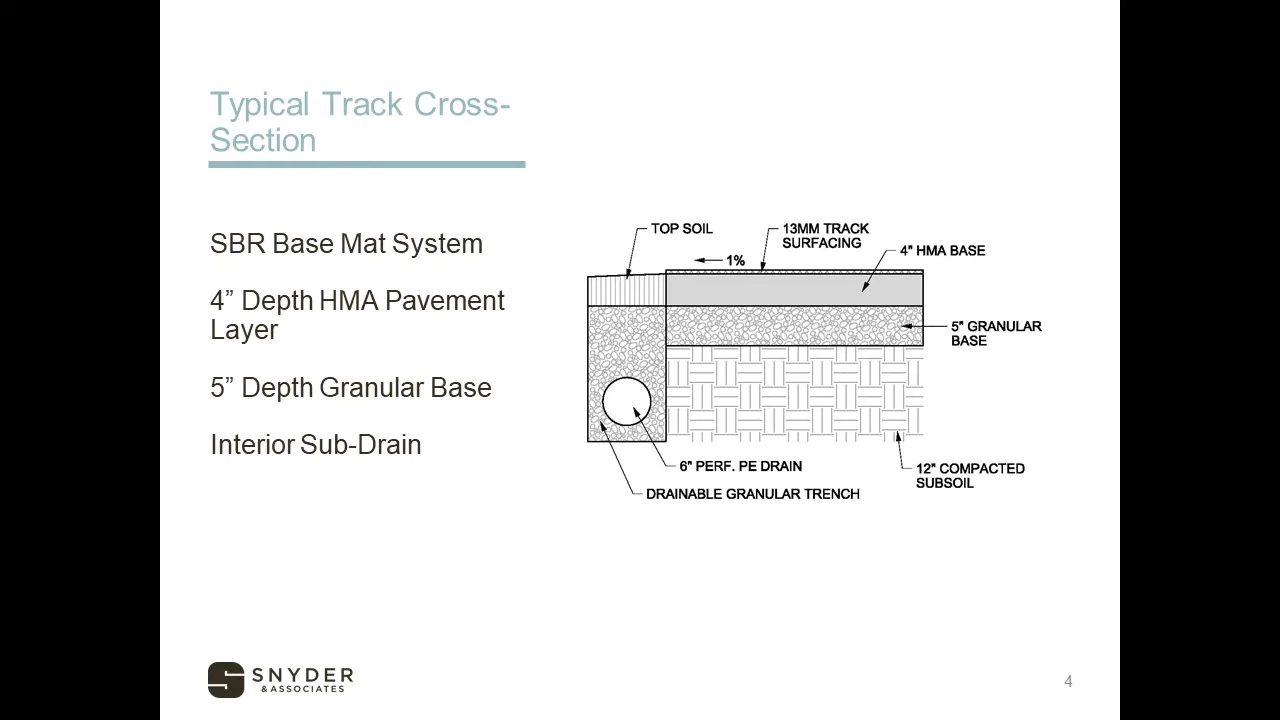 Typical Track Cross-
Section
SBR Base Mat System
4” Depth HMA Pavement
Layer
5” Depth Granular Base
Interior Sub-Drain
TOP SOIL
13MM TRACK
SURFACING
1%
4" HMA BASE
5" GRANULAR
BASE
6" PERF. PE DRAIN
12" COMPACTED
SUBSOIL
DRAINABLE GRANULAR TRENCH
SNYDER
& ASSOCIATES
4